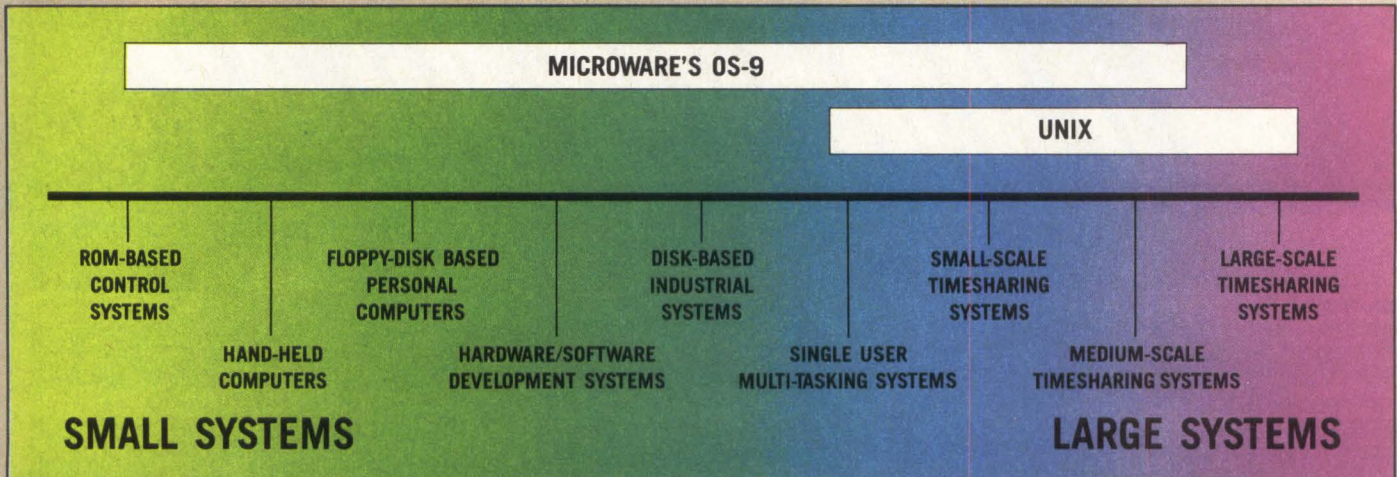 MICROWARE'S OS-9
UNIX
ROM-BASED
CONTROL
SYSTEMS
HAND-HELD
COMPUTERS
FLOPPY-DISK BASED
PERSONAL
COMPUTERS
HARDWARE/SOFTWARE
DEVELOPMENT SYSTEMS
DISK-BASED
INDUSTRIAL
SYSTEMS
SINGLE USER
MULTI-TASKING SYSTEMS
SMALL-SCALE
TIMESHARING
SYSTEMS
MEDIUM-SCALE
TIMESHARING SYSTEMS
LARGE-SCALE
TIMESHARING
SYSTEMS
SMALL SYSTEMS
LARGE SYSTEMS